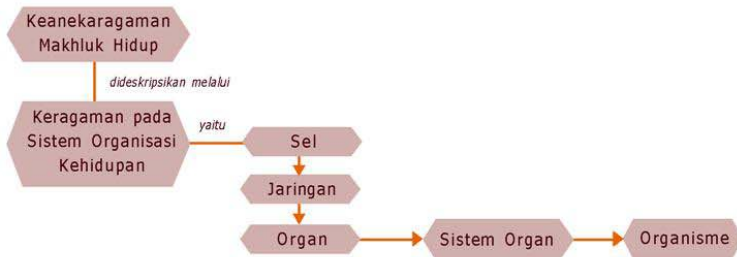 Keanekaragaman
Makhluk Hidup
dideskripsikan melalui
Keragaman pada
Sistem Organisasi
Kehidupan
yaitu
Sel
Jaringan
Organ
Sistem Organ
Organisme